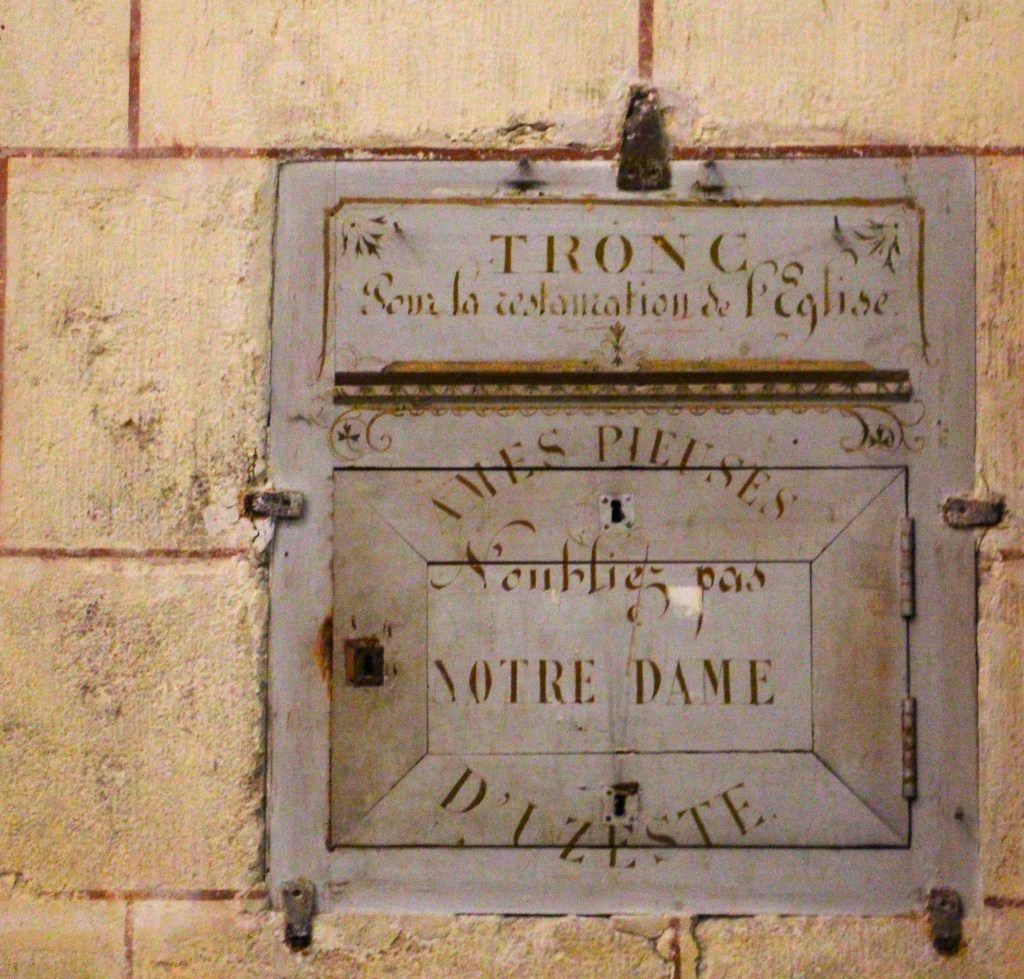 TRONC
Pour la restauration de l'Eglise.
AMES PIEUSES
N'oubliez pas
NOTRE DAME
D'UZESTE.